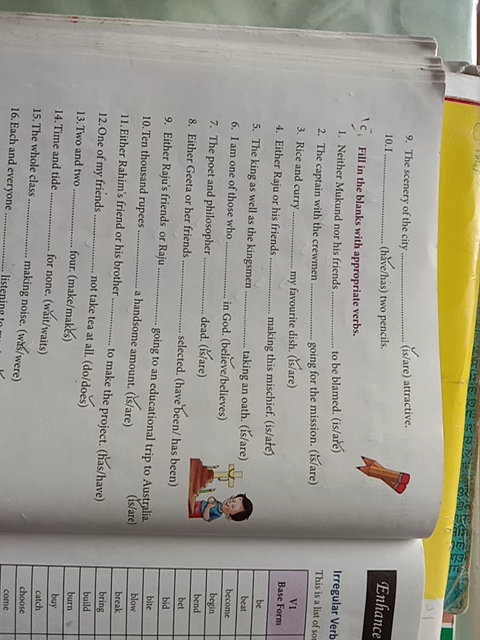 9. The scenery of the city .................... (is/are) attractive.
10. I .................... (have/has) two pencils.
C. Fill in the blanks with appropriate verbs.
1. Neither Mukund nor his friends .................... to be blamed. (is/are)
2. The captain with the crewmen .................... going for the mission. (is/are)
3. Rice and curry .................... my favourite dish. (is/are)
4. Either Raju or his friends .................... making this mischief. (is/are)
5. The king as well as the kingsmen .................... taking an oath. (is/are)
6. I am one of those who .................... in God. (believe/believes)
7. The poet and philosopher .................... dead. (is/are)
8. Either Geeta or her friends .................... selected. (have been/ has been)
9. Either Raju's friends or Raju .................... going to an educational trip to Australia. (is/are)
10. Ten thousand rupees .................... a handsome amount. (is/are)
11. Either Rahim's friend or his brother .................... to make the project. (has/have)
12. One of my friends .................... not take tea at all. (do/does)
13. Two and two .................... four. (make/makes)
14. Time and tide .................... for none. (wait/waits)
15. The whole class .................... making noise. (was/were)
16. Each and everyone .................... listening to
Enhance
Irregular Verb
This is a list of
V1
Base Form
be
beat
become
begin
bend
bet
bid
bite
blow
break
bring
build
burn
buy
catch
choose
come